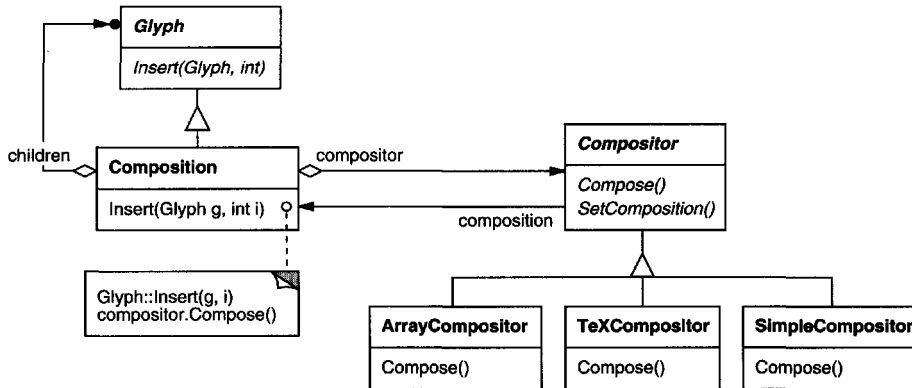 Glyph
Insert(Glyph, int)
children
Composition
compositor
Insert(Glyph g, int i)
composition
Compositor
Compose()
SetComposition()
Glyph::Insert(g, i)
compositor.Compose()
ArrayCompositor
Compose()
TeXCompositor
Compose()
SimpleCompositor
Compose()